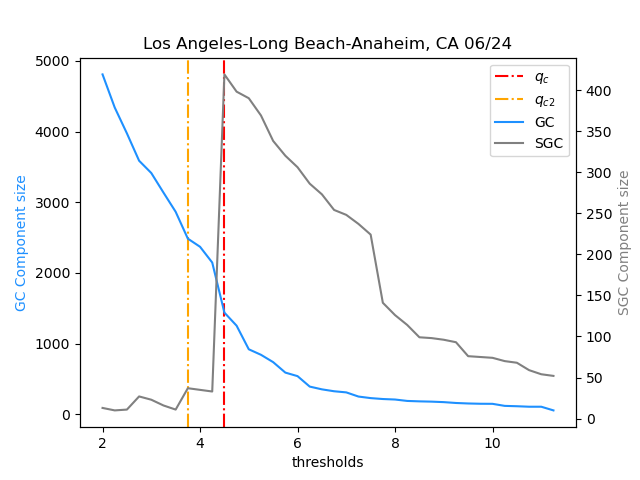 Los Angeles-Long Beach-Anaheim, CA 06/24
5000
4000
3000
2000
1000
0
GC Component size
400
350
300
250
200
150
100
50
0
SGC Component size
q_c
q_c2
GC
SGC
2
4
6
8
10
thresholds